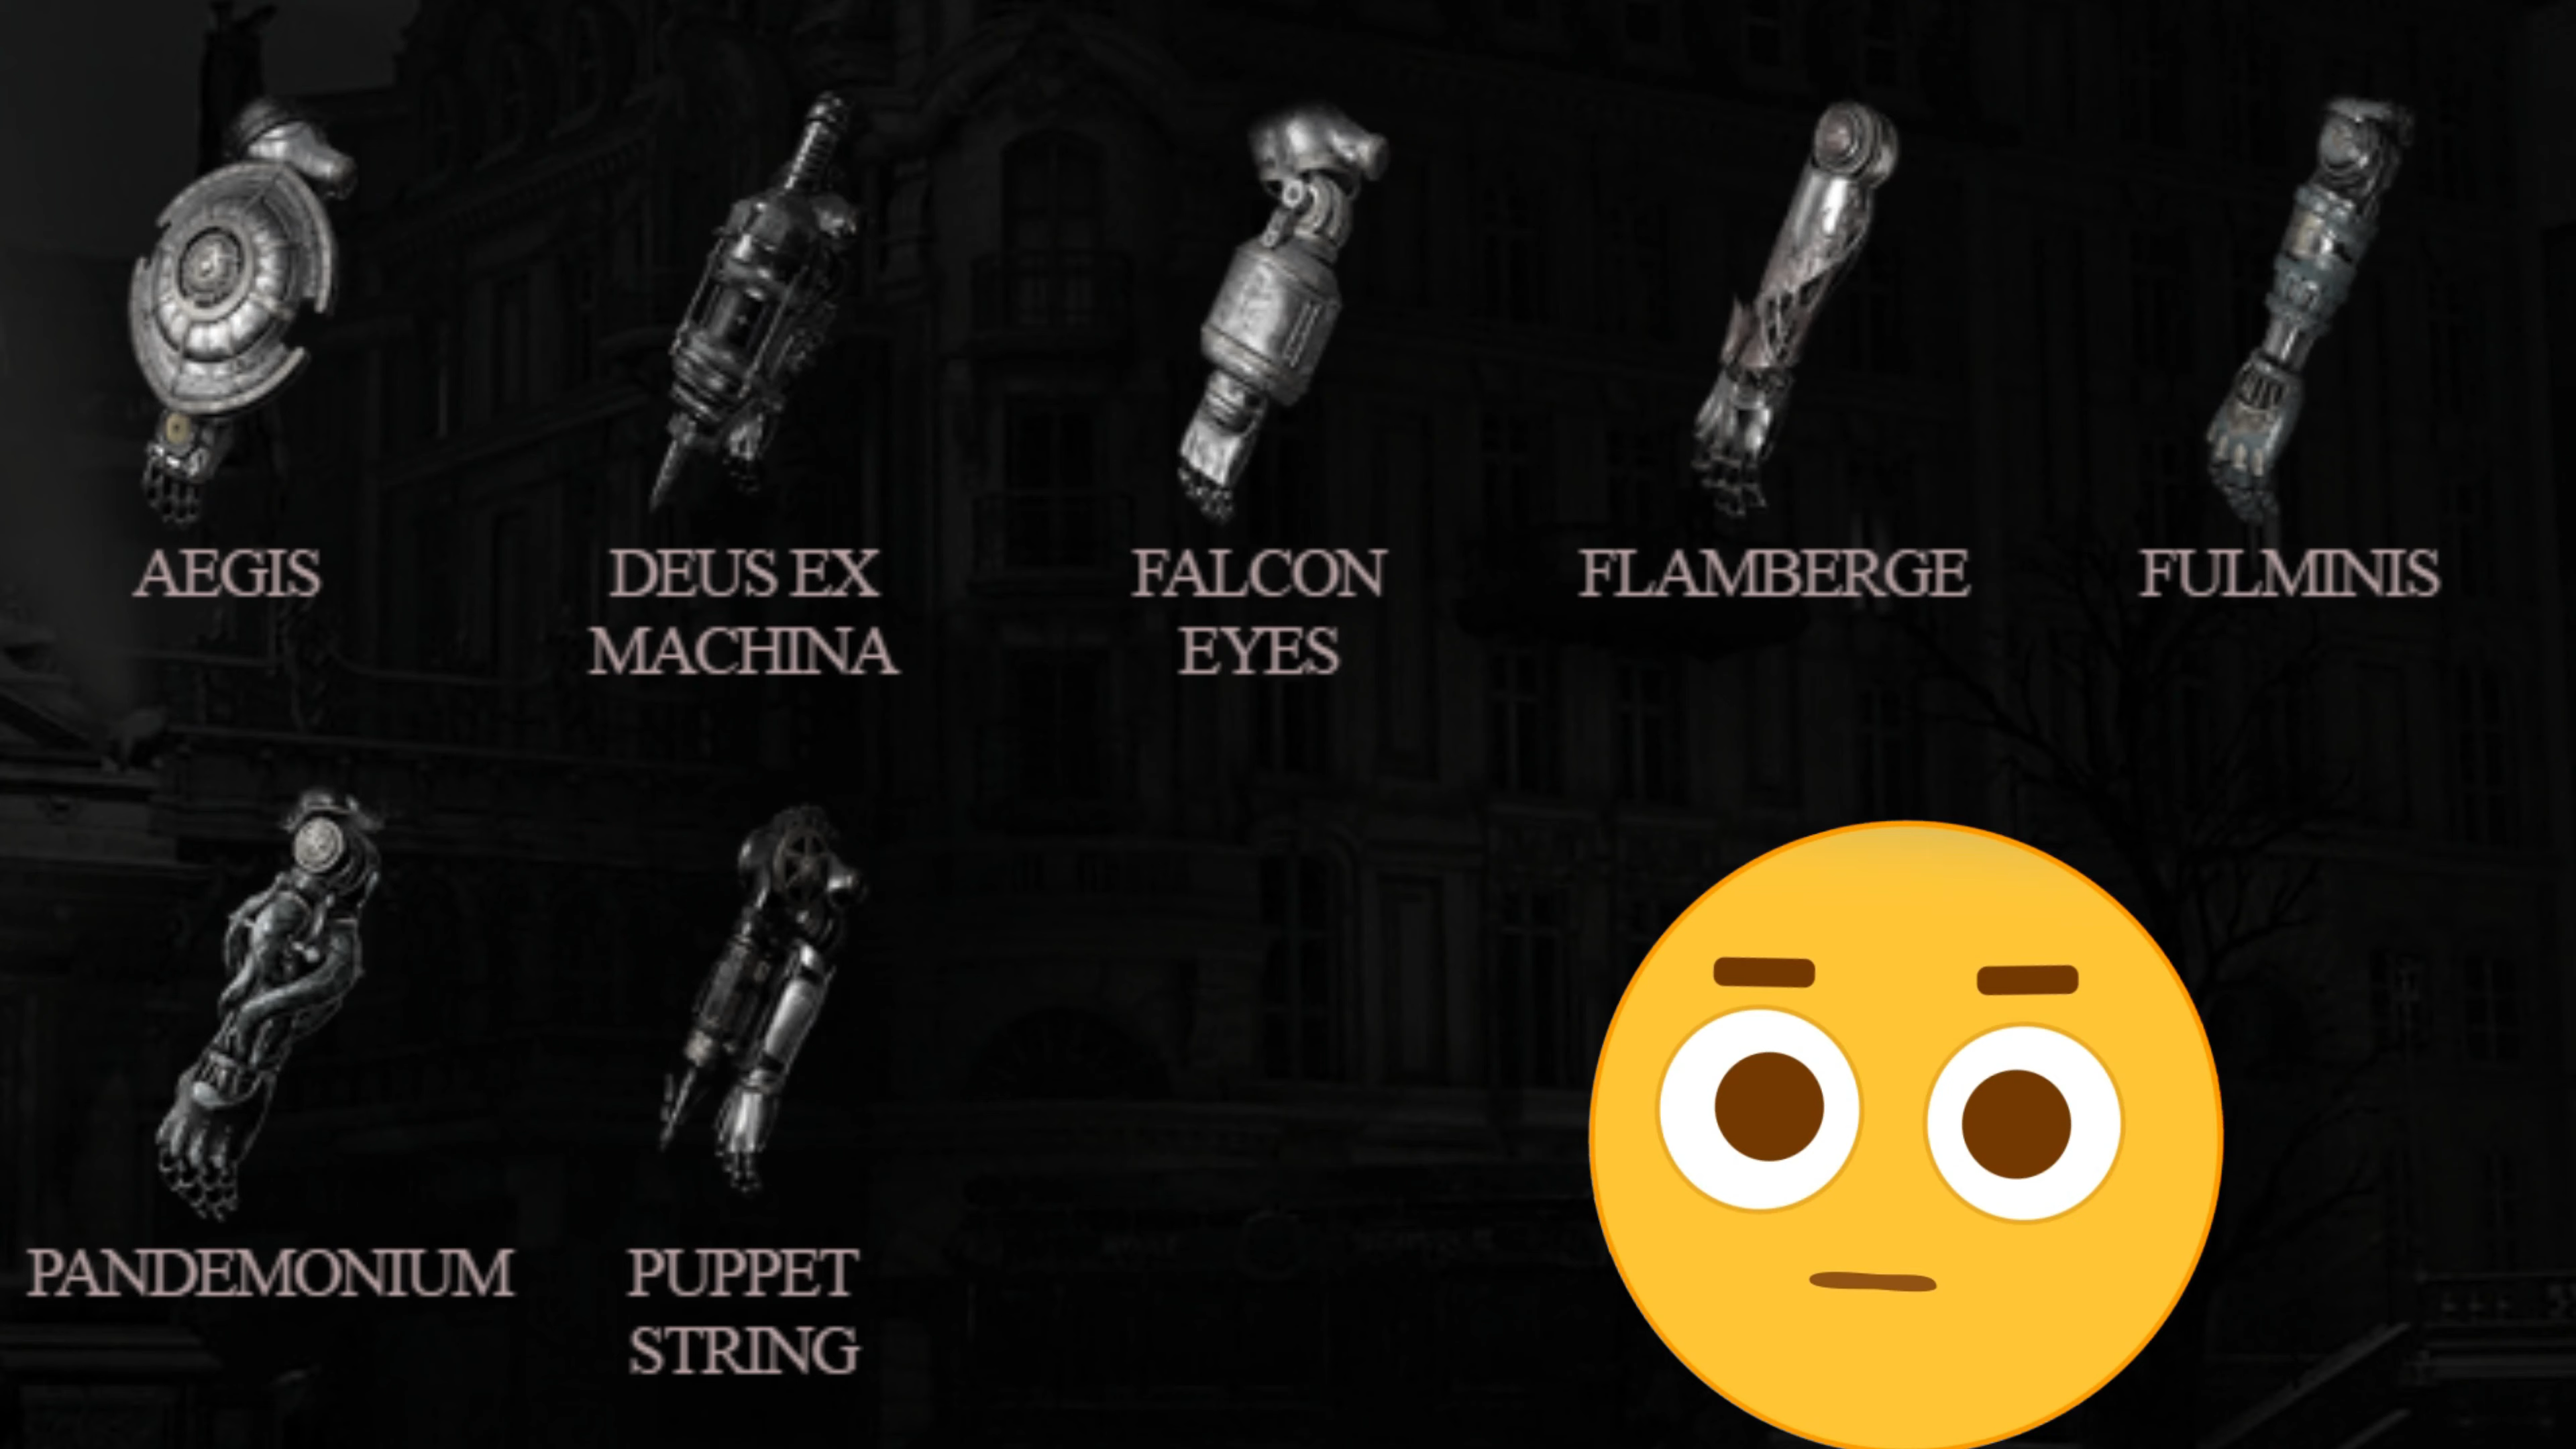 AEGIS
DEUS EX
MACHINA
FALCON
EYES
FLAMBERGE
FULMINIS
PANDEMONIUM
PUPPET
STRING